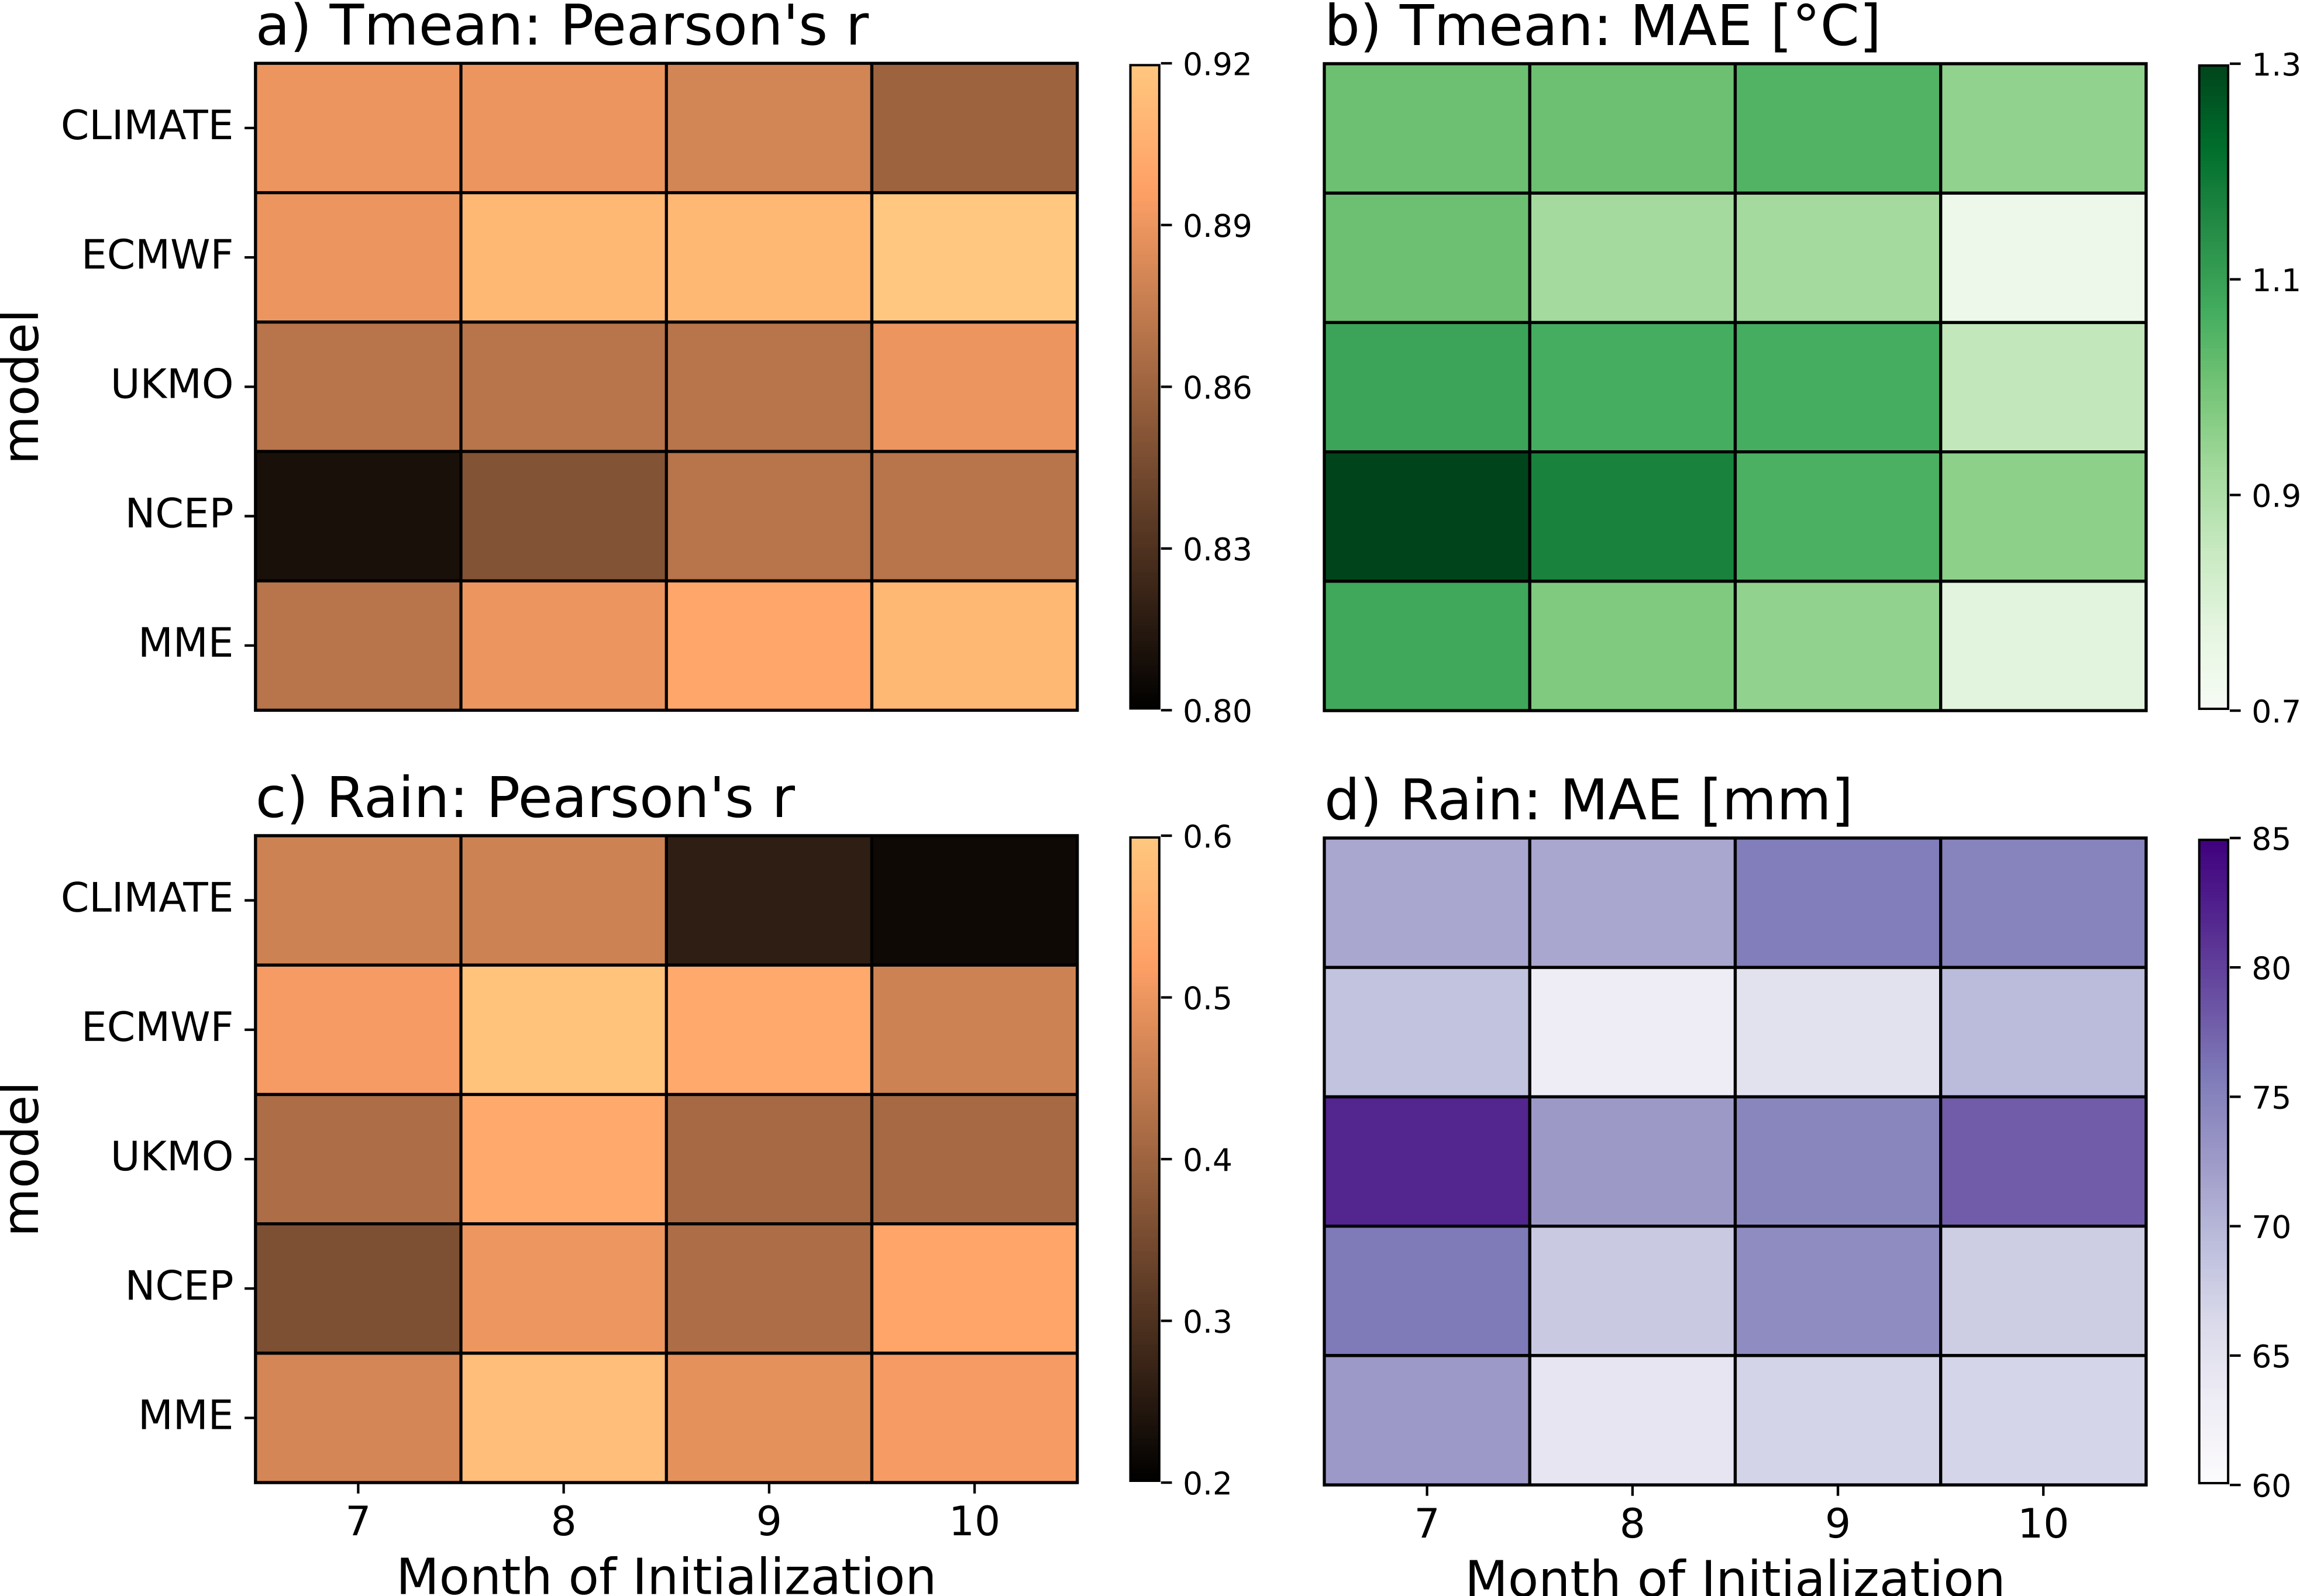 a) Tmean: Pearson's r
b) Tmean: MAE [°C]
model
CLIMATE
ECMWF
UKMO
NCEP
MME
0.92
0.89
0.86
0.83
0.80
1.3
1.1
0.9
0.7
c) Rain: Pearson's r
d) Rain: MAE [mm]
model
CLIMATE
ECMWF
UKMO
NCEP
MME
0.6
0.5
0.4
0.3
0.2
85
80
75
70
65
60
7 8 9 10
Month of Initialization
7 8 9 10
Month of Initialization